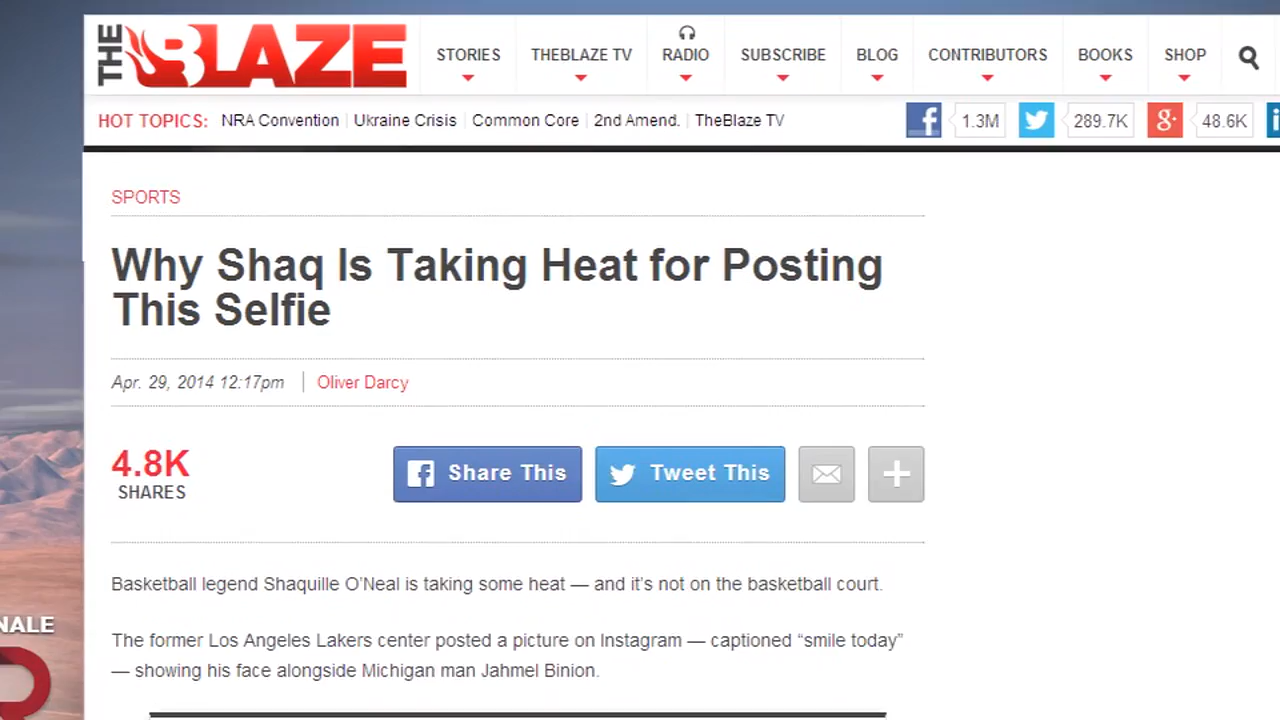 THE BLAZE
STORIES THEBLAZE TV RADIO SUBSCRIBE BLOG CONTRIBUTORS BOOKS SHOP
HOT TOPICS: NRA Convention Ukraine Crisis Common Core 2nd Amend. TheBlaze TV
1.3M 289.7K 48.6K
SPORTS
Why Shaq Is Taking Heat for Posting
This Selfie
Apr. 29, 2014 12:17pm Oliver Darcy
4.8K
SHARES
Share This Tweet This
Basketball legend Shaquille O’Neal is taking some heat — and it’s not on the basketball court.
The former Los Angeles Lakers center posted a picture on Instagram — captioned “smile today”
— showing his face alongside Michigan man Jahmel Binion.
NALE